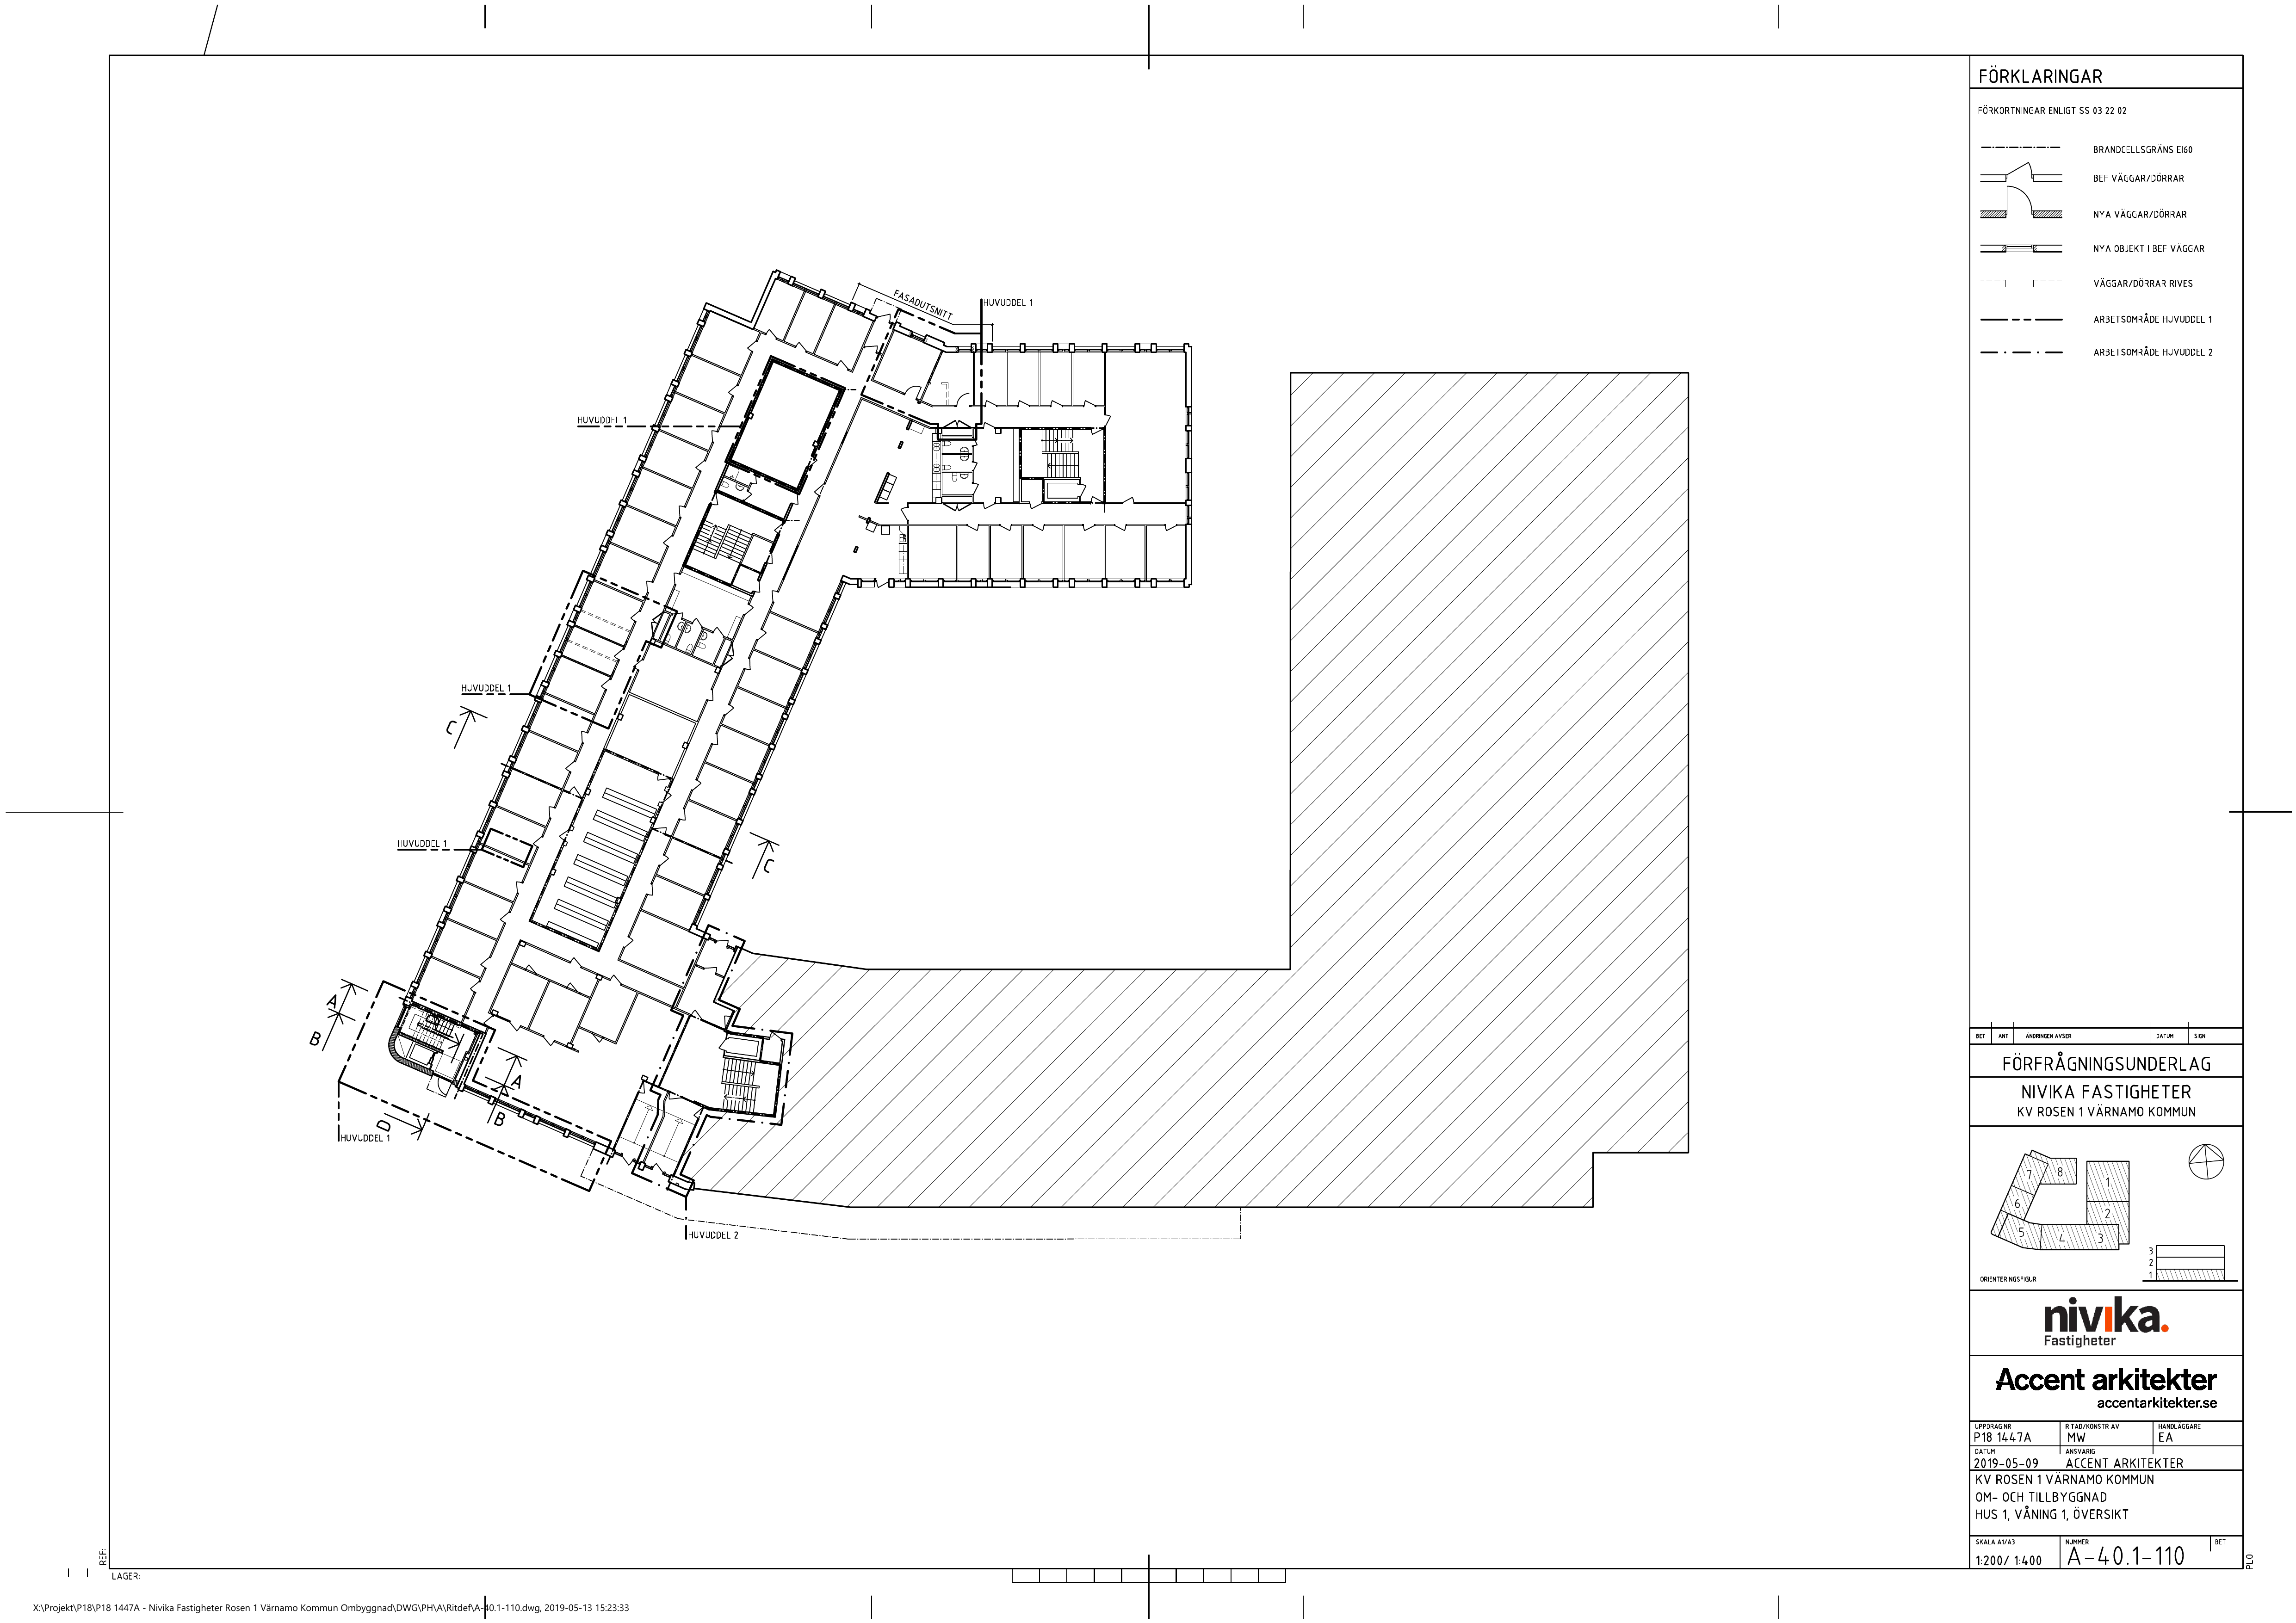 FÖRKLARINGAR
FÖRKORTNINGAR ENLIGT SS 03 22 02
BRANDCELLSGRÄNS EI60
BEF VÄGGAR/DÖRRAR
NYA VÄGGAR/DÖRRAR
NYA OBJEKT I BEF VÄGGAR
VÄGGAR/DÖRRAR RIVES
ARBETSOMRÅDE HUVUDDEL 1
ARBETSOMRÅDE HUVUDDEL 2
FASADUTSNITT
HUVUDDEL 1
HUVUDDEL 1
HUVUDDEL 1
C
HUVUDDEL 1
C
A
B
D
A
B
D
HUVUDDEL 1
HUVUDDEL 2
BET ANT ÄNDRINGEN AVSER DATUM SIGN
FÖRFRÅGNINGSUNDERLAG
NIVIKA FASTIGHETER
KV ROSEN 1 VÄRNAMO KOMMUN
7 8 1
6 2
5 4 3
3
2
1
ORIENTERINGSFIGUR
nivika.
Fastigheter
Accent arkitekter
accentarkitekter.se
UPPDRAG.NR RITAD/KONSTR AV HANDLÄGGARE
P18 1447A MW EA
DATUM ANSVARIG
2019-05-09 ACCENT ARKITEKTER
KV ROSEN 1 VÄRNAMO KOMMUN
OM- OCH TILLBYGGNAD
HUS 1, VÅNING 1, ÖVERSIKT
SKALA A1/A3 NUMMER BET
1:200/ 1:400 A-40.1-110
REF:
LAGER:
PLO:
X:\Projekt\P18\P18 1447A - Nivika Fastigheter Rosen 1 Värnamo Kommun Ombyggnad\DWG\PH\A\Ritdef\A-40.1-110.dwg, 2019-05-13 15:23:33